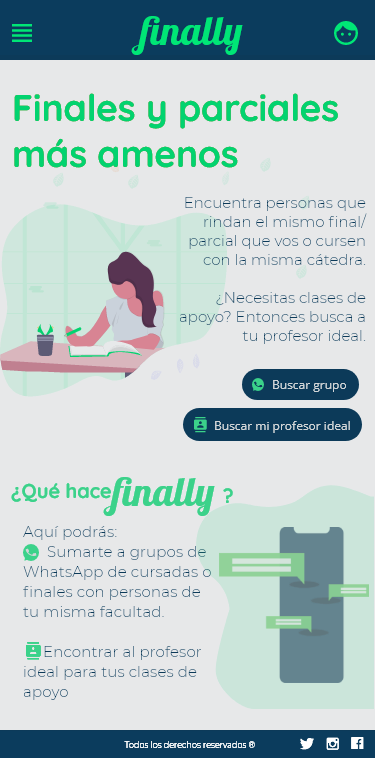 finally
Finales y parciales
más amenos
Encuentra personas que
rindan el mismo final/
parcial que vos o cursen
con la misma cátedra.
¿Necesitas clases de
apoyo? Entonces busca a
tu profesor ideal.
Buscar grupo
Buscar mi profesor ideal
¿Qué hace finally ?
Aquí podrás:
Sumarte a grupos de
WhatsApp de cursadas o
finales con personas de
tu misma facultad.
Encontrar al profesor
ideal para tus clases de
apoyo
Todos los derechos reservados ®